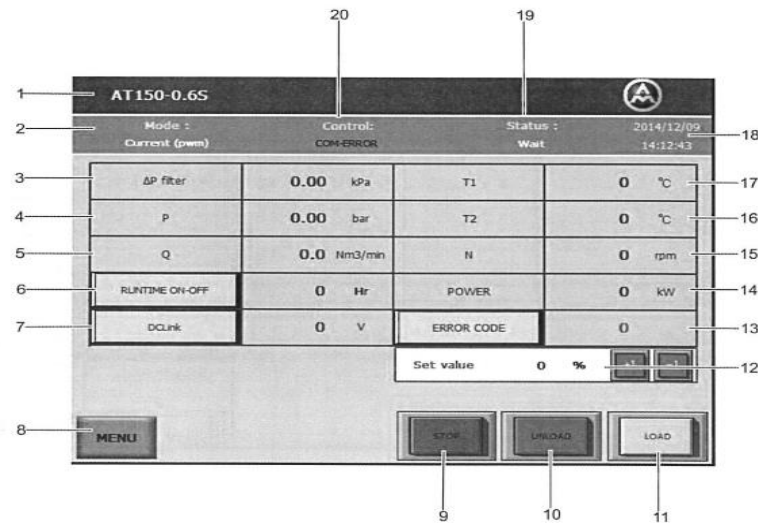 20
19
1
AT150-0.6S
2
Mode :
Control:
Status :
2014/12/09
18
Current (pwm)
COM-ERROR
Wait
14:12:43
3
ΔP filter
0.00 kPa
T1
0 °C
17
4
P
0.00 bar
T2
0 °C
16
5
Q
0.0 Nm3/min
N
0 rpm
15
6
RUNTIME ON-OFF
0 Hr
POWER
0 kW
14
7
DCLink
0 V
ERROR CODE
0
13
Set value 0 %
12
8
MENU
STOP
UNLOAD
LOAD
9
10
11